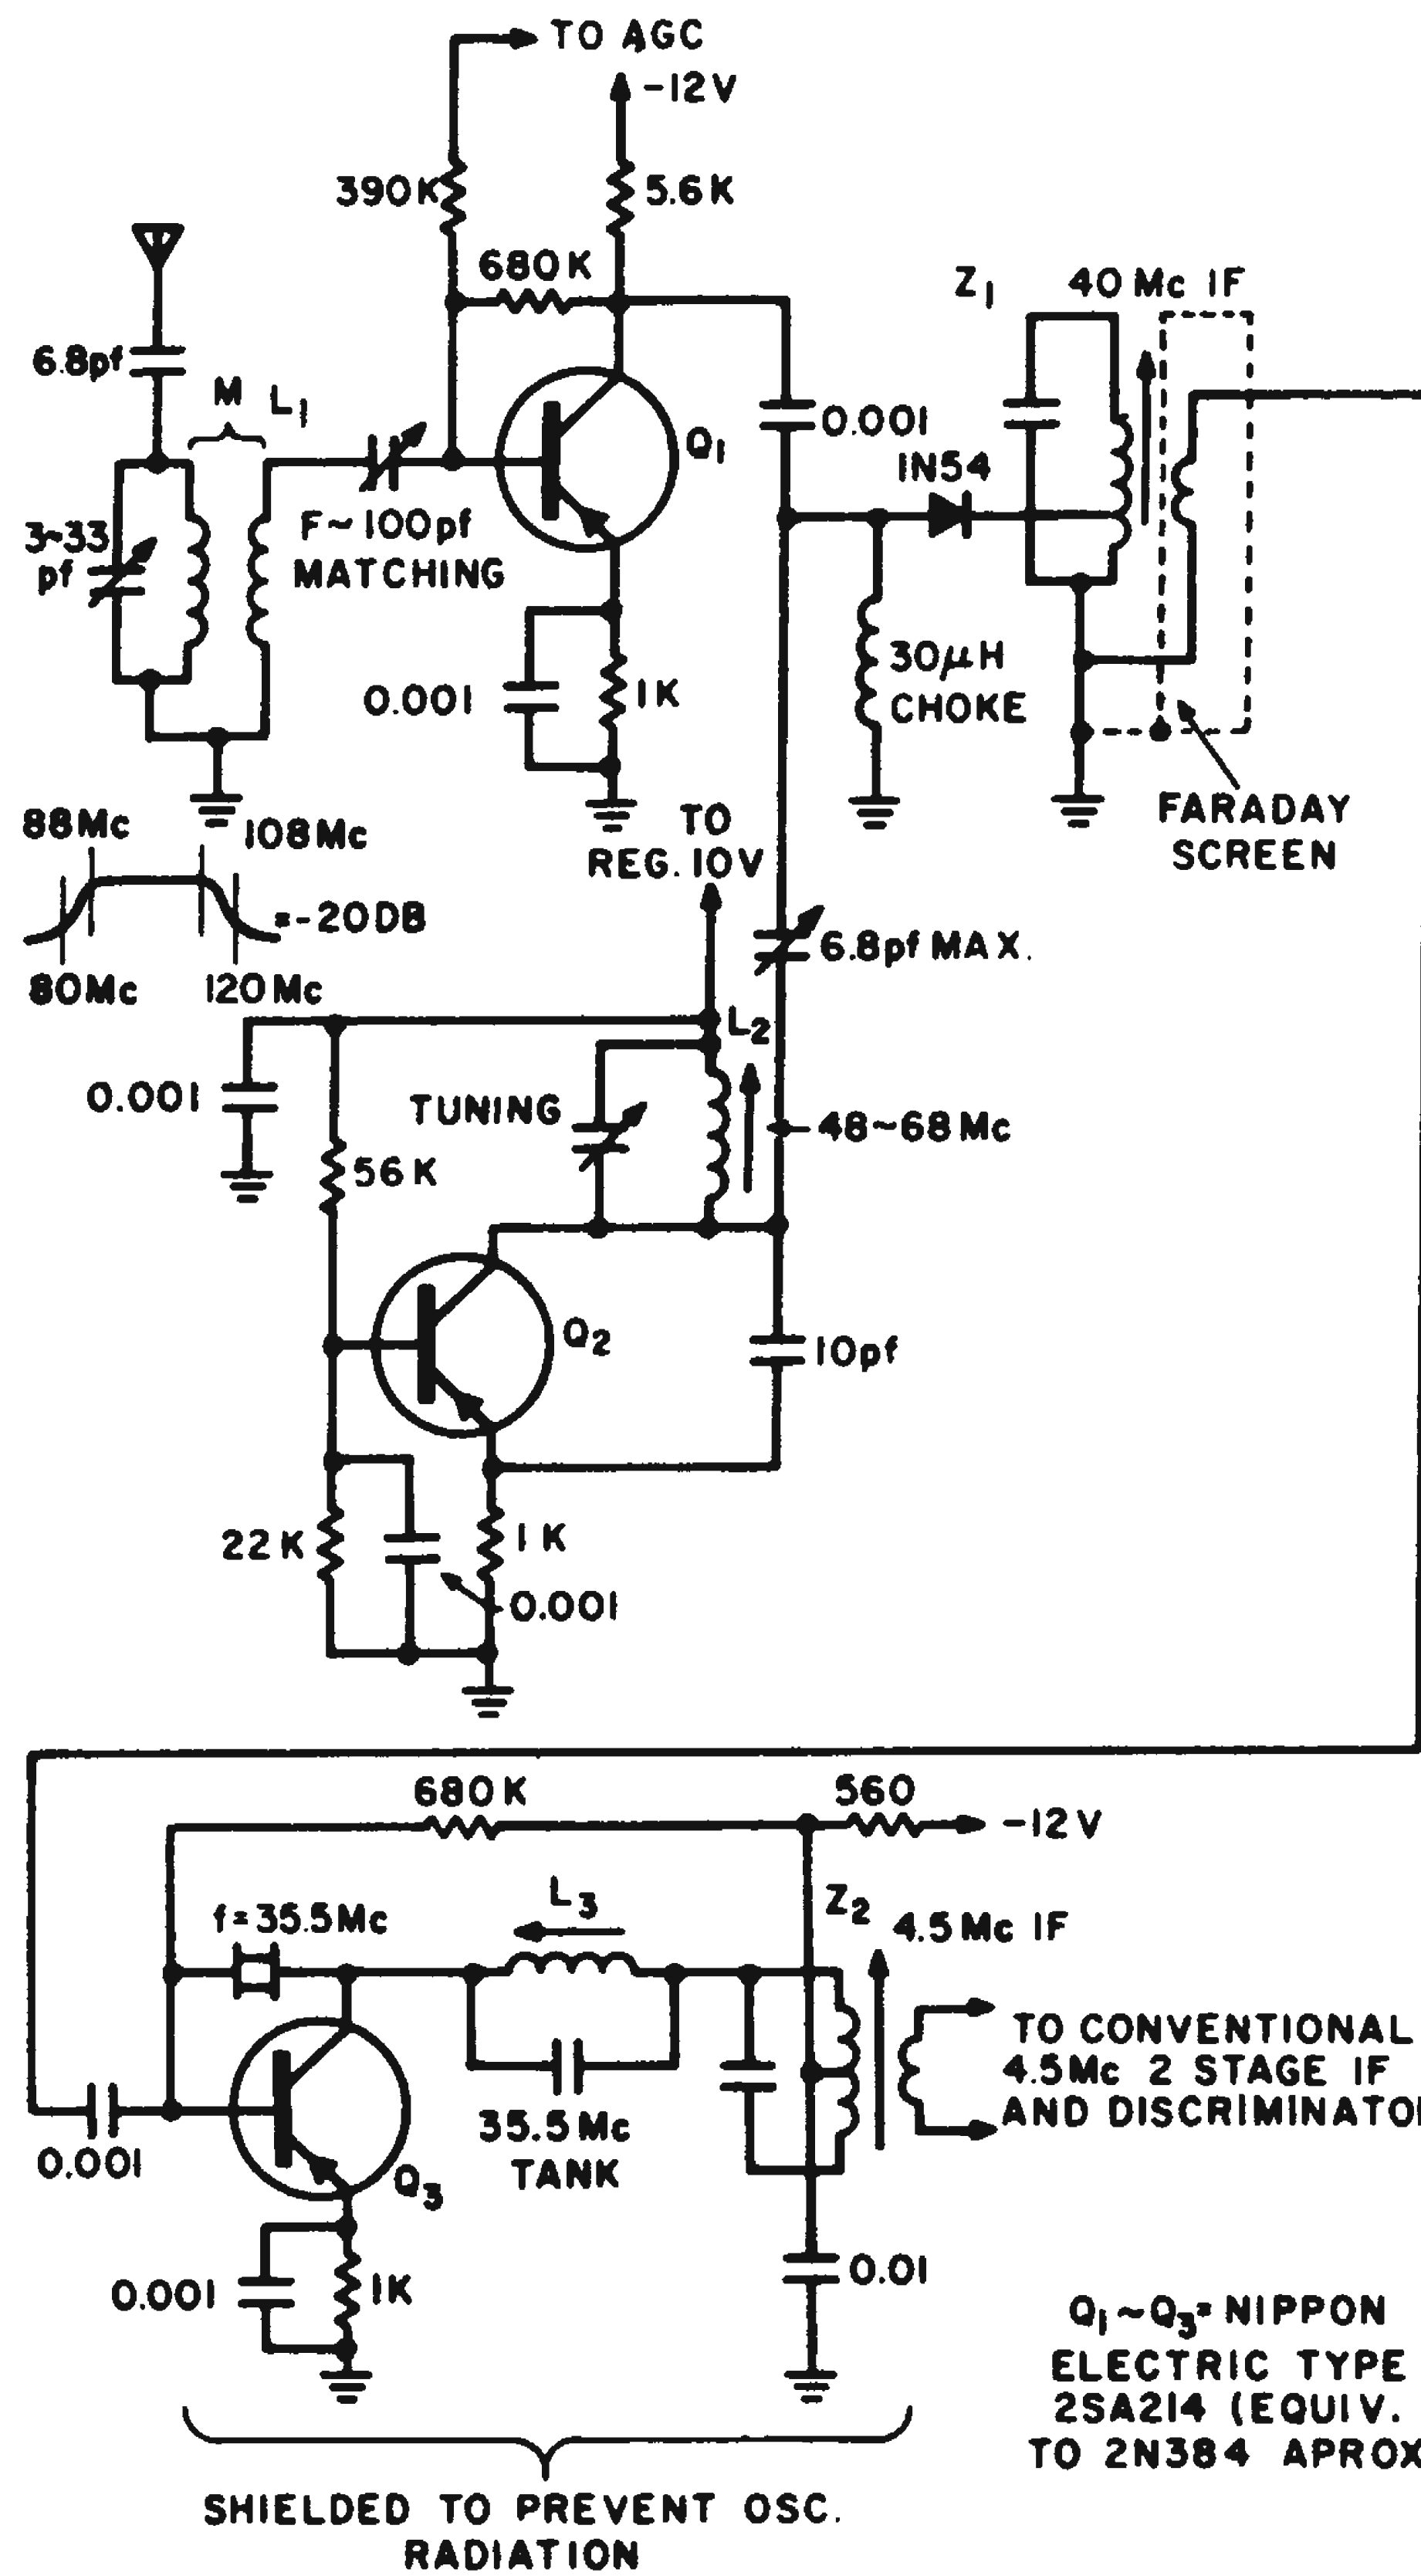 TO AGC
-12V
390K
5.6K
680K
Z1
40 Mc IF
6.8pf
M
L1
Q1
0.001
1N54
3~33
pf
F~100pf
MATCHING
30μH
CHOKE
0.001
1K
FARADAY
SCREEN
88Mc
108Mc
=-20DB
80Mc
120Mc
TO
REG. 10V
6.8pf MAX.
L2
0.001
TUNING
48~68Mc
56K
Q2
10pf
22K
1K
0.001
680K
560
-12V
f=35.5Mc
L3
Z2
4.5Mc IF
TO CONVENTIONAL
4.5Mc 2 STAGE IF
AND DISCRIMINATO
35.5Mc
TANK
0.001
Q3
0.001
1K
0.01
Q1~Q3= NIPPON
ELECTRIC TYPE
2SA214 (EQUIV.
TO 2N384 APROX
SHIELDED TO PREVENT OSC.
RADIATION